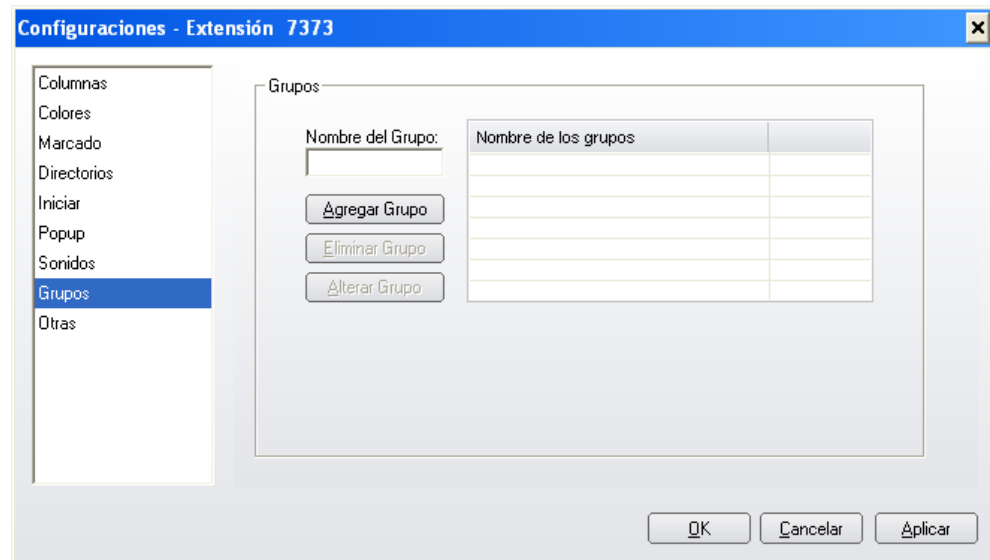 Configuraciones - Extensión 7373
Columnas
Colores
Marcado
Directorios
Iniciar
Popup
Sonidos
Grupos
Otras
Grupos
Nombre del Grupo:
Agregar Grupo
Eliminar Grupo
Alterar Grupo
Nombre de los grupos
OK
Cancelar
Aplicar